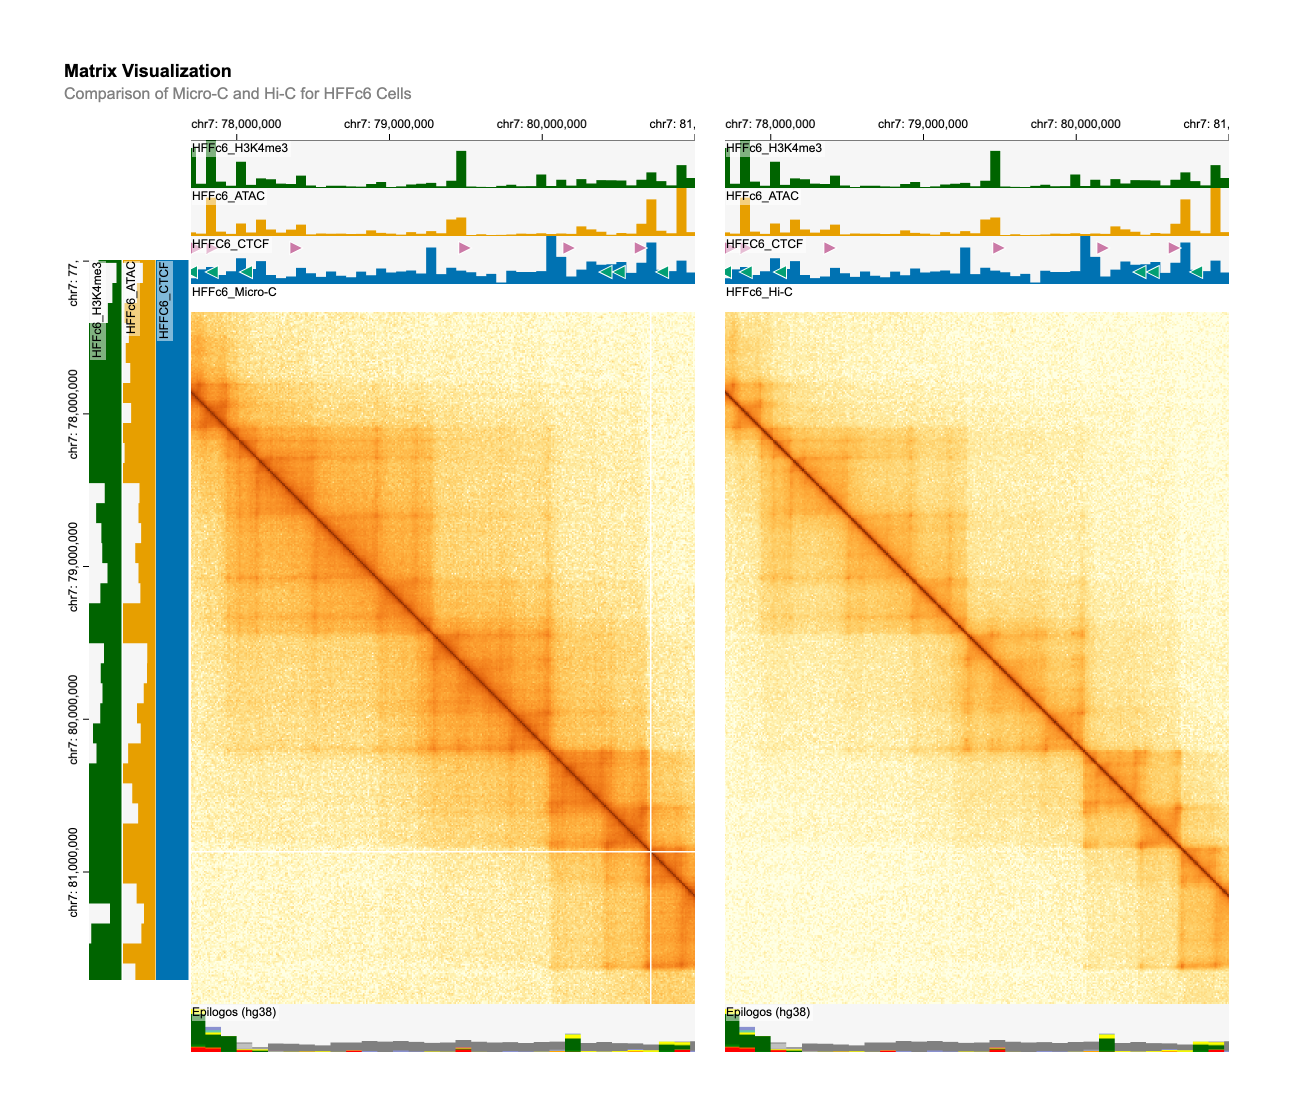 Matrix Visualization
Comparison of Micro-C and Hi-C for HFFc6 Cells
chr7: 78,000,000
chr7: 79,000,000
chr7: 80,000,000
chr7: 81,
chr7: 78,000,000
chr7: 79,000,000
chr7: 80,000,000
chr7: 81,
HFFc6_H3K4me3
HFFc6_H3K4me3
HFFc6_ATAC
HFFc6_ATAC
HFFC6_CTCF
HFFC6_CTCF
HFFc6_Micro-C
HFFc6_Hi-C
chr7: 77,
chr7: 78,000,000
chr7: 79,000,000
chr7: 80,000,000
chr7: 81,000,000
HFFc6_H3K4me3
HFFc6_ATAC
HFFC6_CTCF
Epilogos (hg38)
Epilogos (hg38)